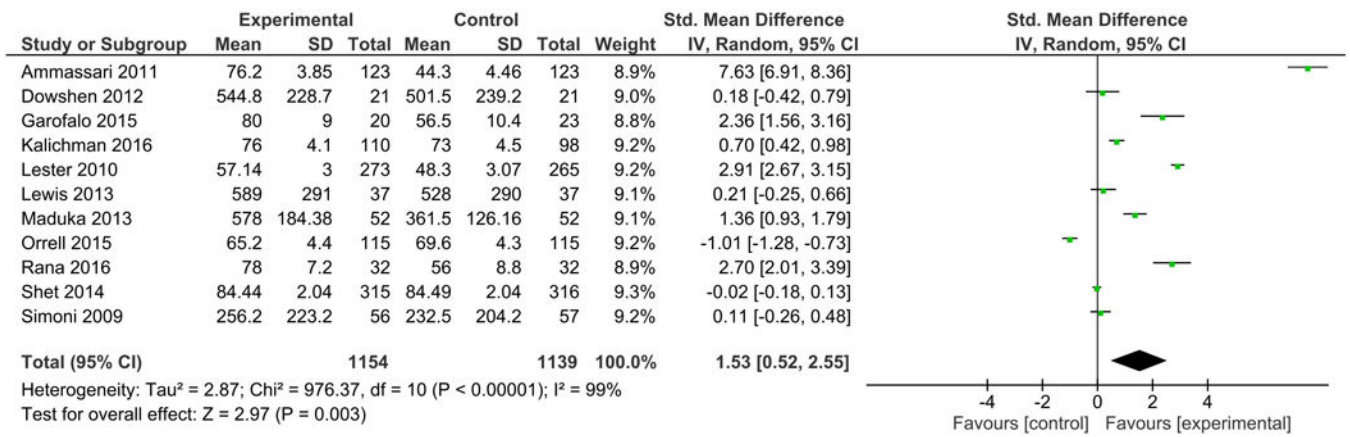 Experimental Control Std. Mean Difference Std. Mean Difference
Study or Subgroup Mean SD Total Mean SD Total Weight IV, Random, 95% CI IV, Random, 95% CI
Ammassari 2011 76.2 3.85 123 44.3 4.46 123 8.9% 7.63 [6.91, 8.36]
Dowshen 2012 544.8 228.7 21 501.5 239.2 21 9.0% 0.18 [-0.42, 0.79]
Garofalo 2015 80 9 20 56.5 10.4 23 8.8% 2.36 [1.56, 3.16]
Kalichman 2016 76 4.1 110 73 4.5 98 9.2% 0.70 [0.42, 0.98]
Lester 2010 57.14 3 273 48.3 3.07 265 9.2% 2.91 [2.67, 3.15]
Lewis 2013 589 291 37 528 290 37 9.1% 0.21 [-0.25, 0.66]
Maduka 2013 578 184.38 52 361.5 126.16 52 9.1% 1.36 [0.93, 1.79]
Orrell 2015 65.2 4.4 115 69.6 4.3 115 9.2% -1.01 [-1.28, -0.73]
Rana 2016 78 7.2 32 56 8.8 32 8.9% 2.70 [2.01, 3.39]
Shet 2014 84.44 2.04 315 84.49 2.04 316 9.3% -0.02 [-0.18, 0.13]
Simoni 2009 256.2 223.2 56 232.5 204.2 57 9.2% 0.11 [-0.26, 0.48]
Total (95% CI) 1154 1139 100.0% 1.53 [0.52, 2.55]
Heterogeneity: Tau² = 2.87; Chi² = 976.37, df = 10 (P < 0.00001); I² = 99%
Test for overall effect: Z = 2.97 (P = 0.003)
-4 -2 0 2 4
Favours [control] Favours [experimental]